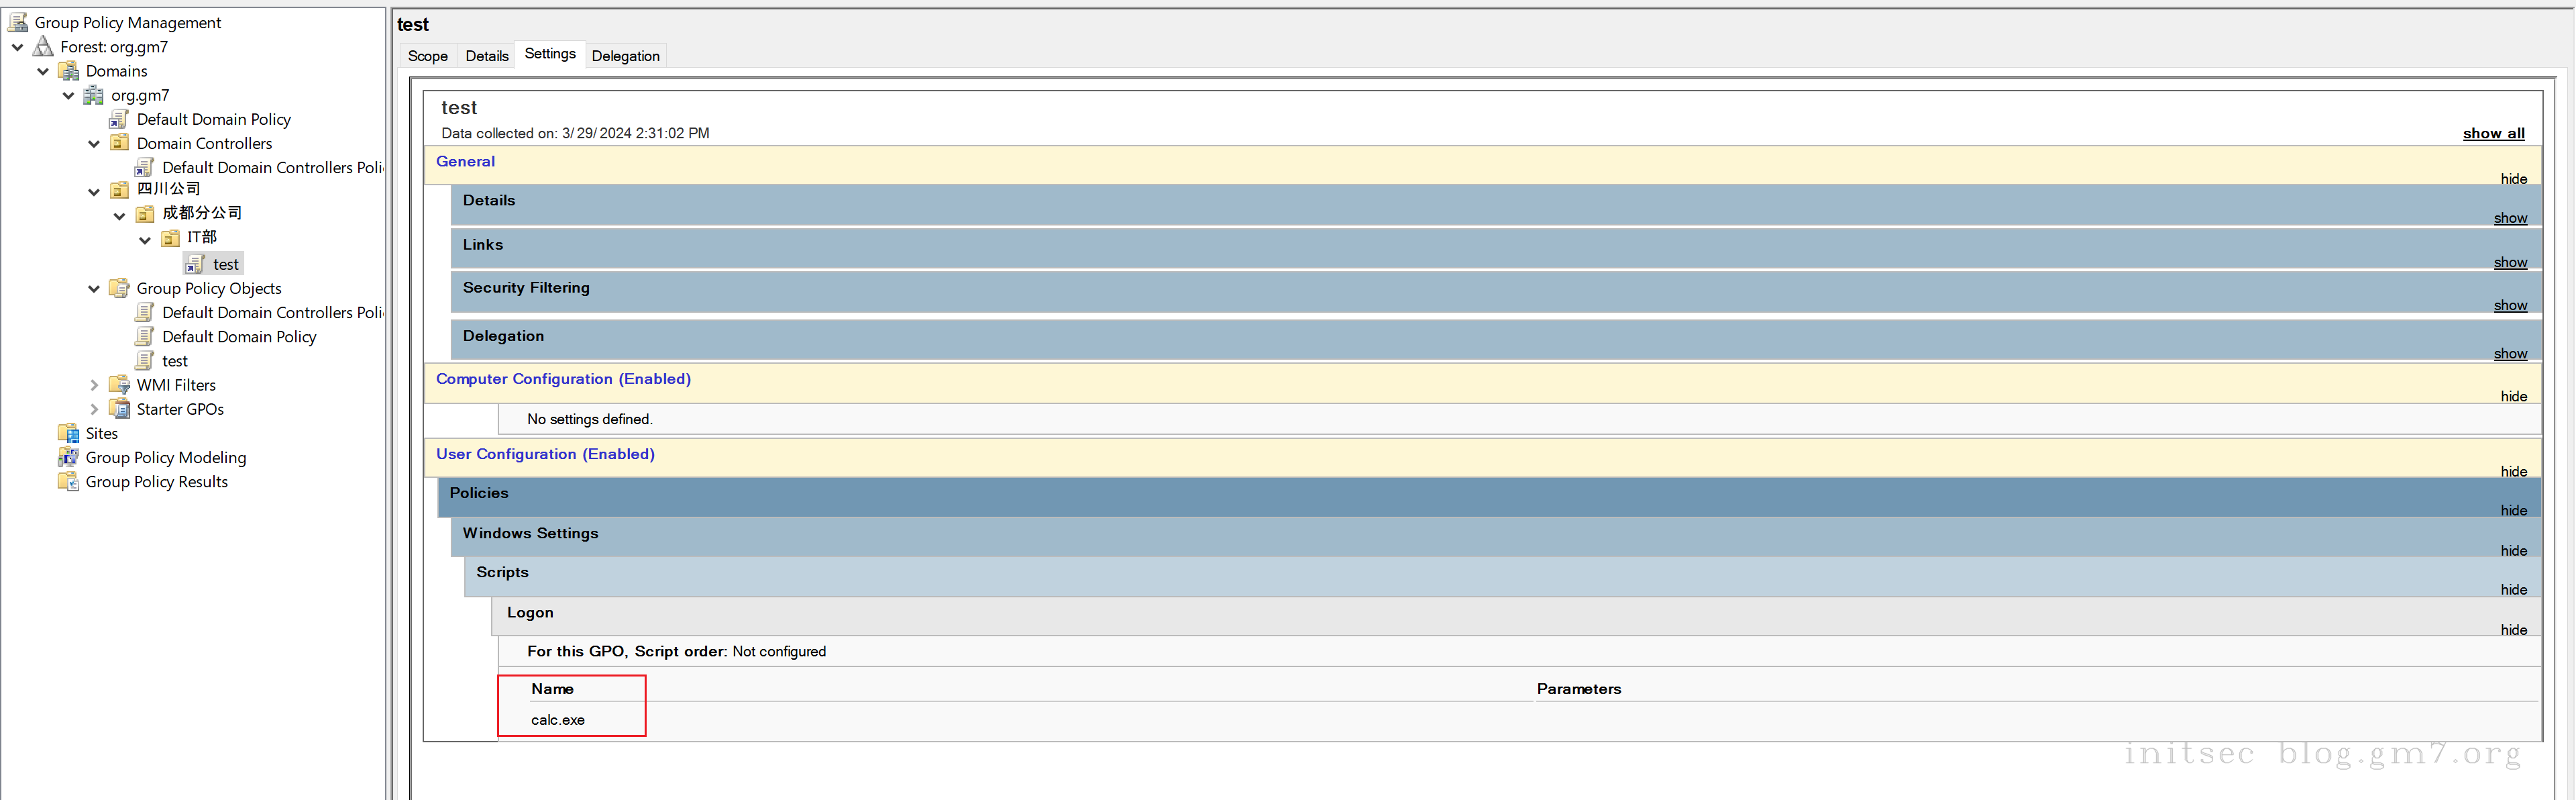 Group Policy Management
Forest: org.gm7
Domains
org.gm7
Default Domain Policy
Domain Controllers
Default Domain Controllers Poli
四川公司
成都分公司
IT部
test
Group Policy Objects
Default Domain Controllers Poli
Default Domain Policy
test
WMI Filters
Starter GPOs
Sites
Group Policy Modeling
Group Policy Results
test
Scope Details Settings Delegation
test
Data collected on: 3/29/2024 2:31:02 PM
show all
General
hide
Details
show
Links
show
Security Filtering
show
Delegation
show
Computer Configuration (Enabled)
hide
No settings defined.
User Configuration (Enabled)
hide
Policies
hide
Windows Settings
hide
Scripts
hide
Logon
hide
For this GPO, Script order: Not configured
Name Parameters
calc.exe
initsec blog.gm7.org